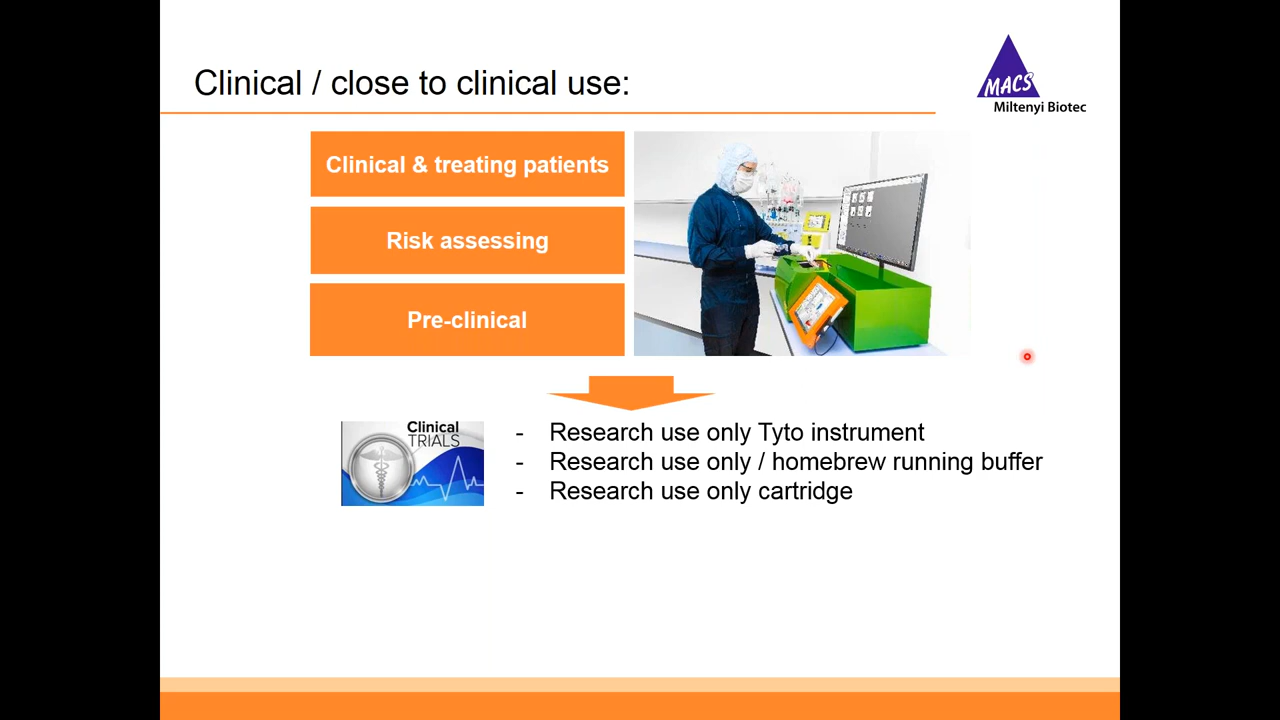 Clinical / close to clinical use:
MACS
Miltenyi Biotec
Clinical & treating patients
Risk assessing
Pre-clinical
Clinical
TRIALS
- Research use only Tyto instrument
- Research use only / homebrew running buffer
- Research use only cartridge